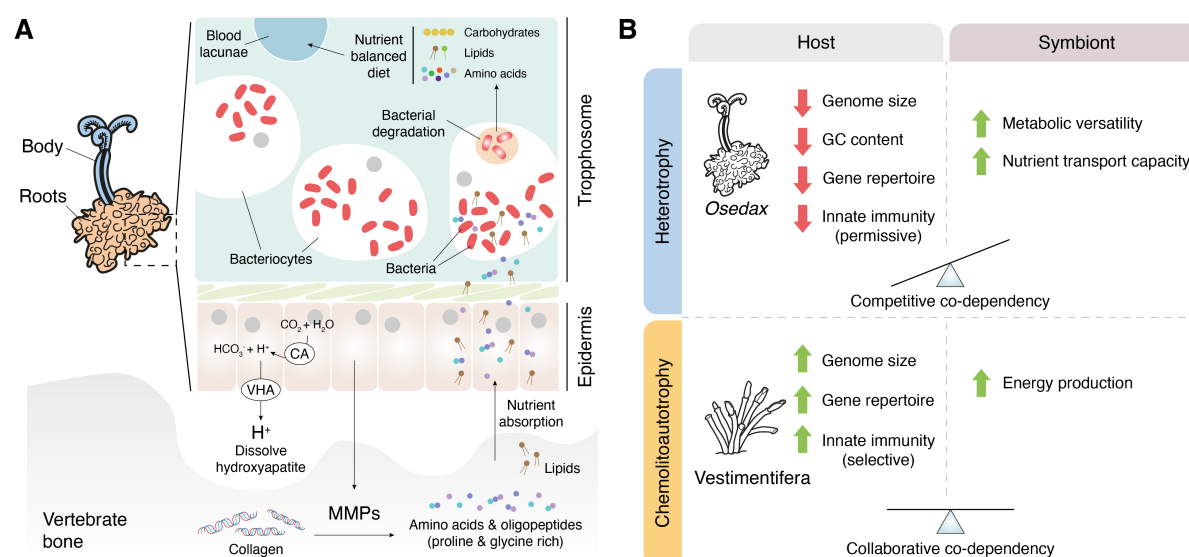 A
Blood
lacunae
Nutrient
balanced
diet
Carbohydrates
Lipids
Amino acids
Bacterial
degradation
Body
Roots
Bacteriocytes
Bacteria
Trophosome
CO2 + H2O
HCO3- + H+
CA
VHA
H+
Dissolve
hydroxyapatite
Epidermis
Nutrient
absorption
Lipids
MMPs
Vertebrate
bone
Collagen
Amino acids & oligopeptides
(proline & glycine rich)
B
Host
Symbiont
Heterotrophy
Osedax
Genome size
GC content
Gene repertoire
Innate immunity
(permissive)
Metabolic versatility
Nutrient transport capacity
Competitive co-dependency
Chemolitoautotrophy
Vestimentifera
Genome size
Gene repertoire
Innate immunity
(selective)
Energy production
Collaborative co-dependency